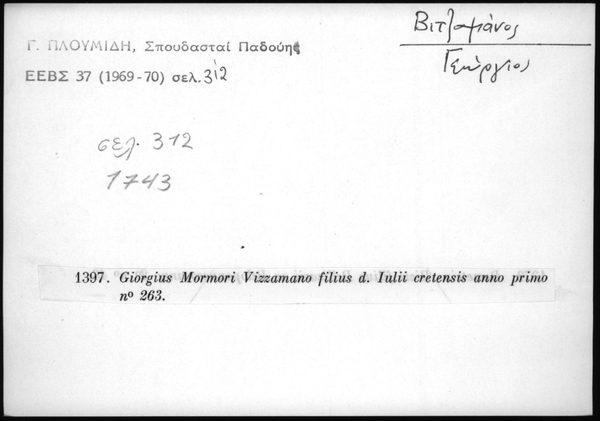 Γ. ΠΛΟΥΜΙΔΗ, Σπουδασταί Παδούης
ΕΕΒΣ 37 (1969-70) σελ. 312
Βιτζαμάνος
Γεώργιος
σελ. 312
1743
1397. Giorgius Mormori Vizzamano filius d. Iulii cretensis anno primo
nº 263.